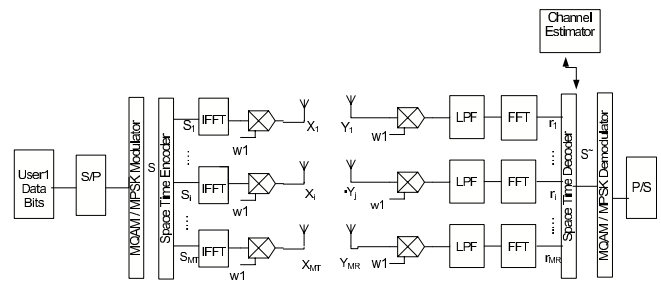 Channel
Estimator
User1
Data
Bits
S/P
MQAM / MPSK Modulator
S
Space Time Encoder
S1
IFFT
w1
X1
Y1
w1
LPF
FFT
r1
Si
IFFT
w1
Xi
Yj
w1
LPF
FFT
ri
SMT
IFFT
w1
XMT
YMR
w1
LPF
FFT
rMR
Space Time Decoder
S~
MQAM / MPSK Demodulator
P/S